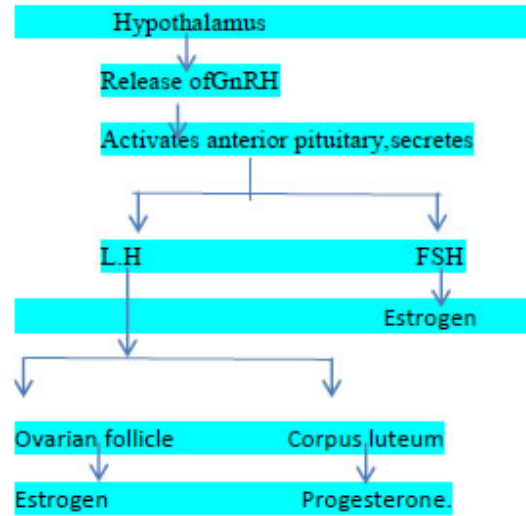 Hypothalamus
Release ofGnRH
Activates anterior pituitary,secretes
L.H FSH
Estrogen
Ovarian follicle Corpus luteum
Estrogen Progesterone.